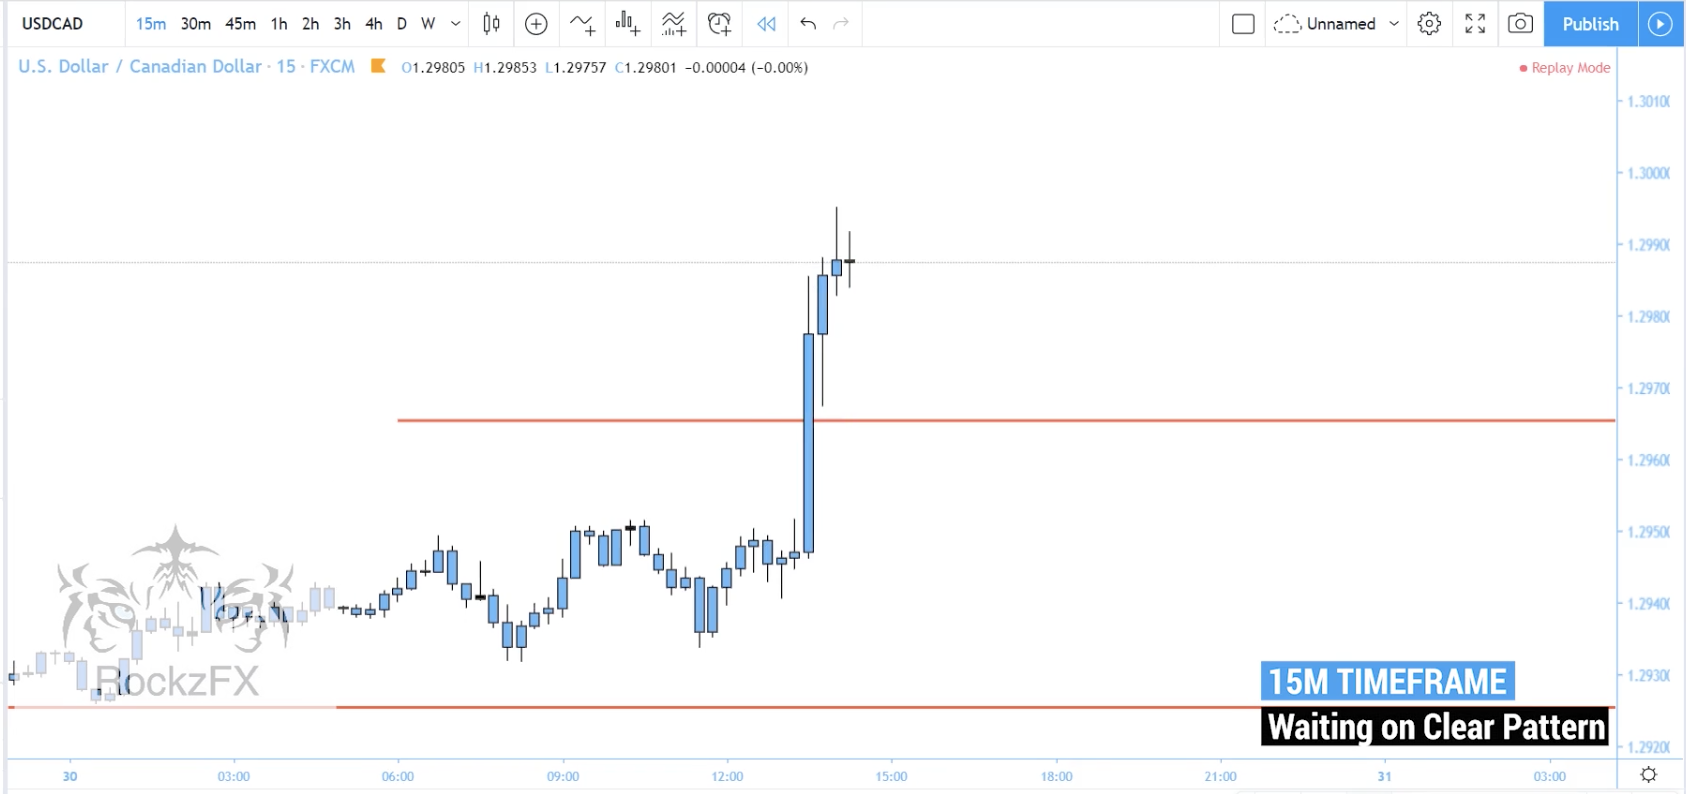 USDCAD 15m 30m 45m 1h 2h 3h 4h D W Unnamed Publish
U.S. Dollar / Canadian Dollar · 15 · FXCM O1.29805 H1.29853 L1.29757 C1.29801 −0.00004 (−0.00%) Replay Mode
1.3010
1.3000
1.2990
1.2980
1.2970
1.2960
1.2950
1.2940
1.2930
1.2920
RockzFX
15M TIMEFRAME
Waiting on Clear Pattern
30 03:00 06:00 09:00 12:00 15:00 18:00 21:00 31 03:00